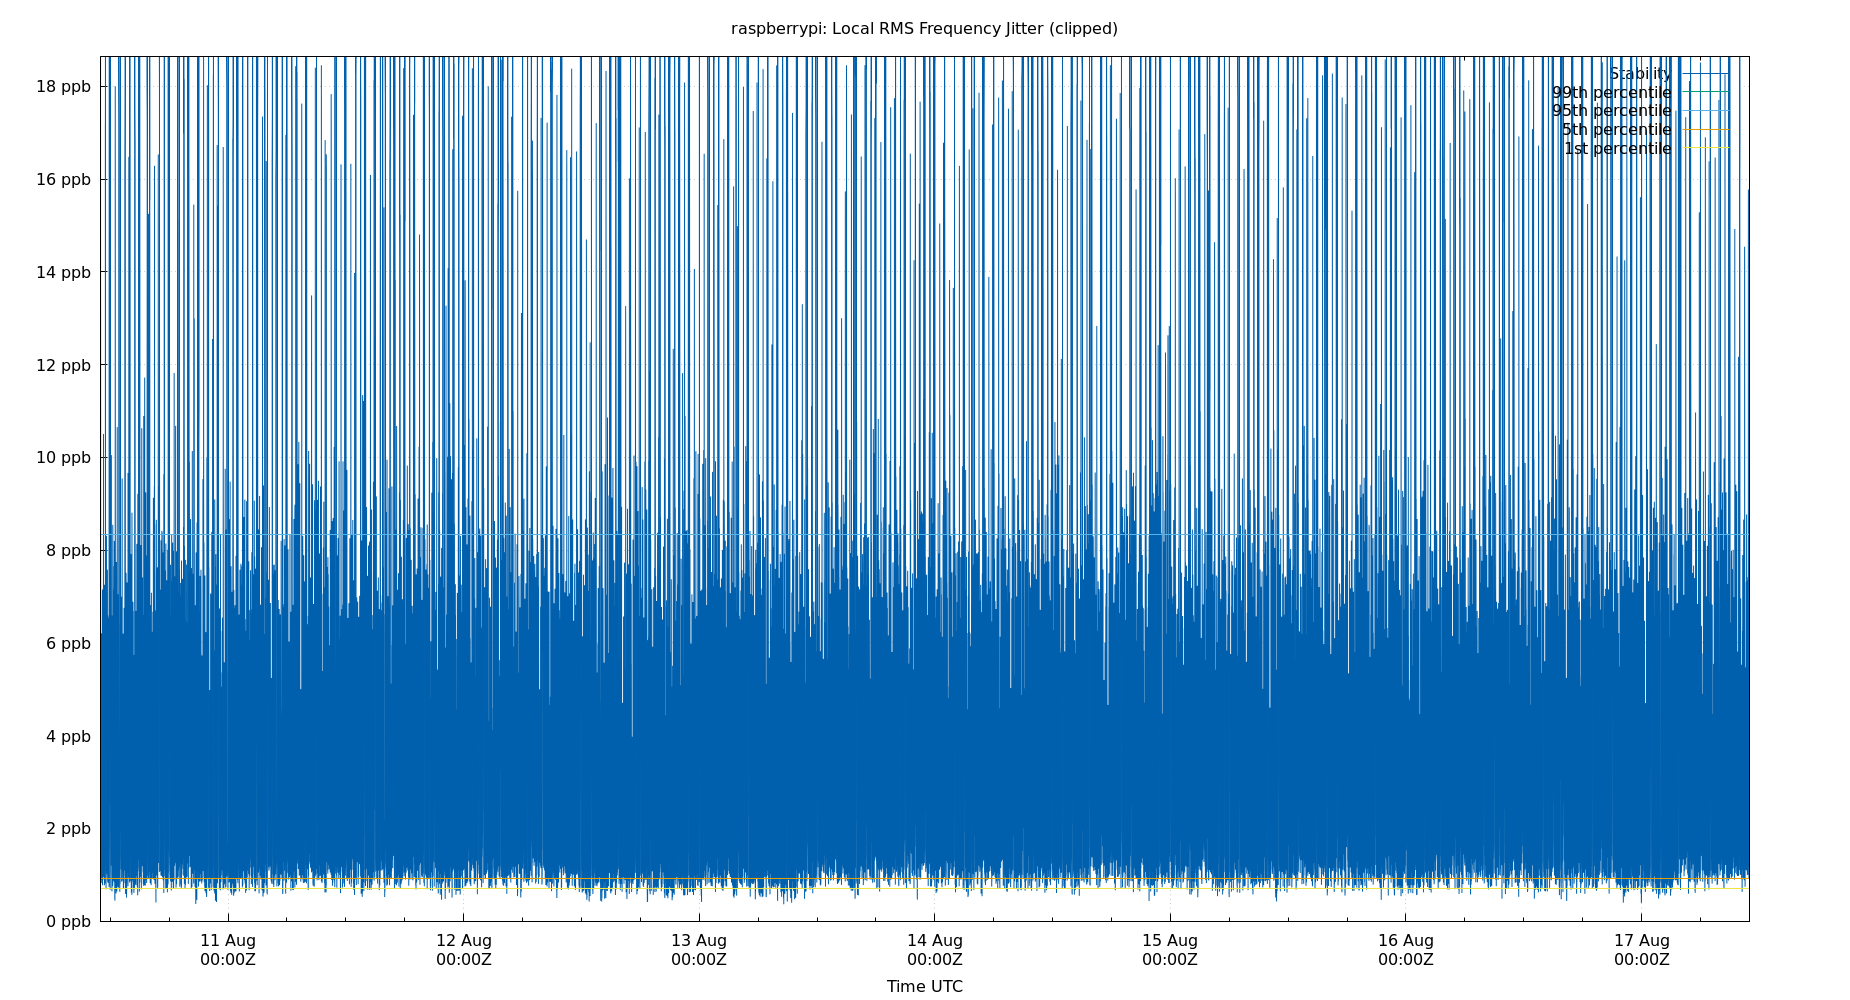 raspberrypi: Local RMS Frequency Jitter (clipped)
18 ppb
16 ppb
14 ppb
12 ppb
10 ppb
8 ppb
6 ppb
4 ppb
2 ppb
0 ppb
Stability
99th percentile
95th percentile
5th percentile
1st percentile
11 Aug 12 Aug 13 Aug 14 Aug 15 Aug 16 Aug 17 Aug
00:00Z 00:00Z 00:00Z 00:00Z 00:00Z 00:00Z 00:00Z
Time UTC